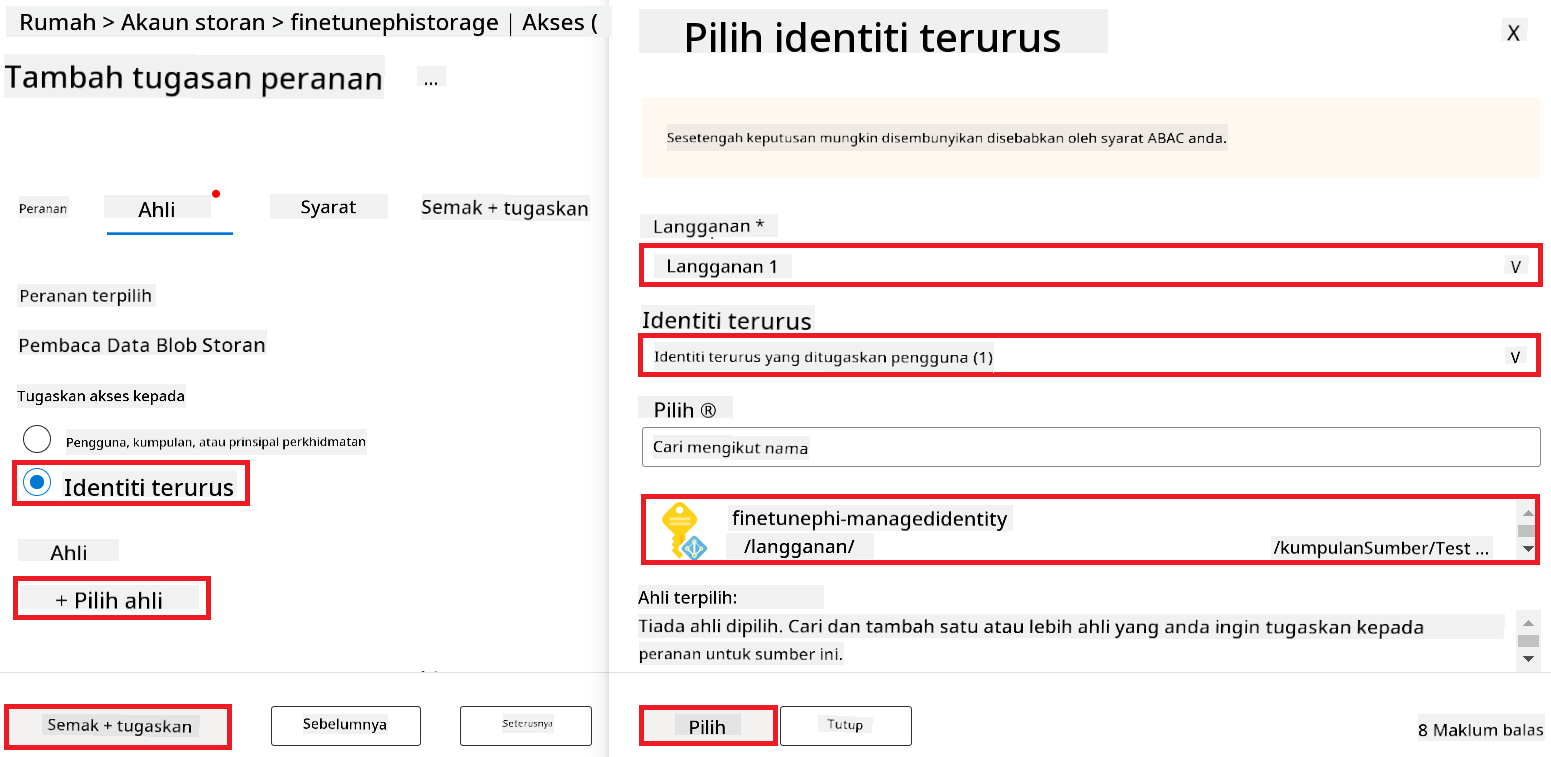 Rumah > Akaun storan > finetunephistorage | Akses (
Tambah tugasan peranan
...
Peranan
Ahli
Syarat
Semak + tugaskan
Peranan terpilih
Pembaca Data Blob Storan
Tugaskan akses kepada
Pengguna, kumpulan, atau prinsipal perkhidmatan
Identiti terurus
Ahli
+ Pilih ahli
Semak + tugaskan
Sebelumnya
Seterusnya
Pilih identiti terurus
X
Sesetengah keputusan mungkin disembunyikan disebabkan oleh syarat ABAC anda.
Langganan *
Langganan 1
V
Identiti terurus
Identiti terurus yang ditugaskan pengguna (1)
V
Pilih ®
Cari mengikut nama
finetunephi-managedidentity
/langganan/
/kumpulanSumber/Test ...
Ahli terpilih:
Tiada ahli dipilih. Cari dan tambah satu atau lebih ahli yang anda ingin tugaskan kepada
peranan untuk sumber ini.
Pilih
Tutup
8 Maklum balas